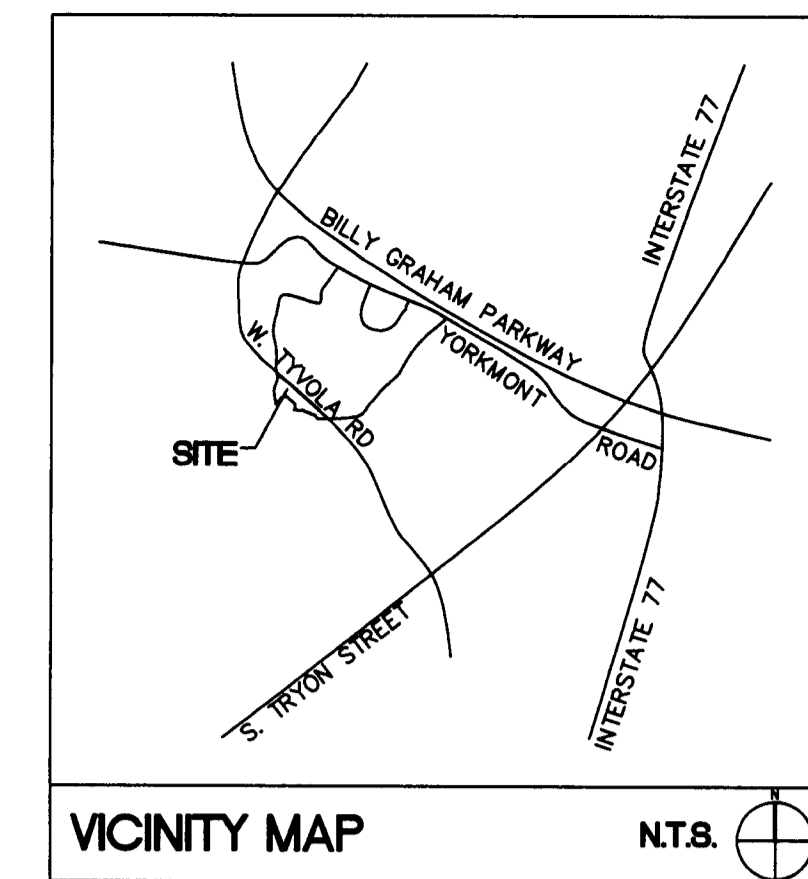 INTERSTATE 77
BILLY GRAHAM PARKWAY
YORKMONT
ROAD
W. TYVOLA RD
SITE
S. TRYON STREET
INTERSTATE 77
VICINITY MAP
N.T.S.
N